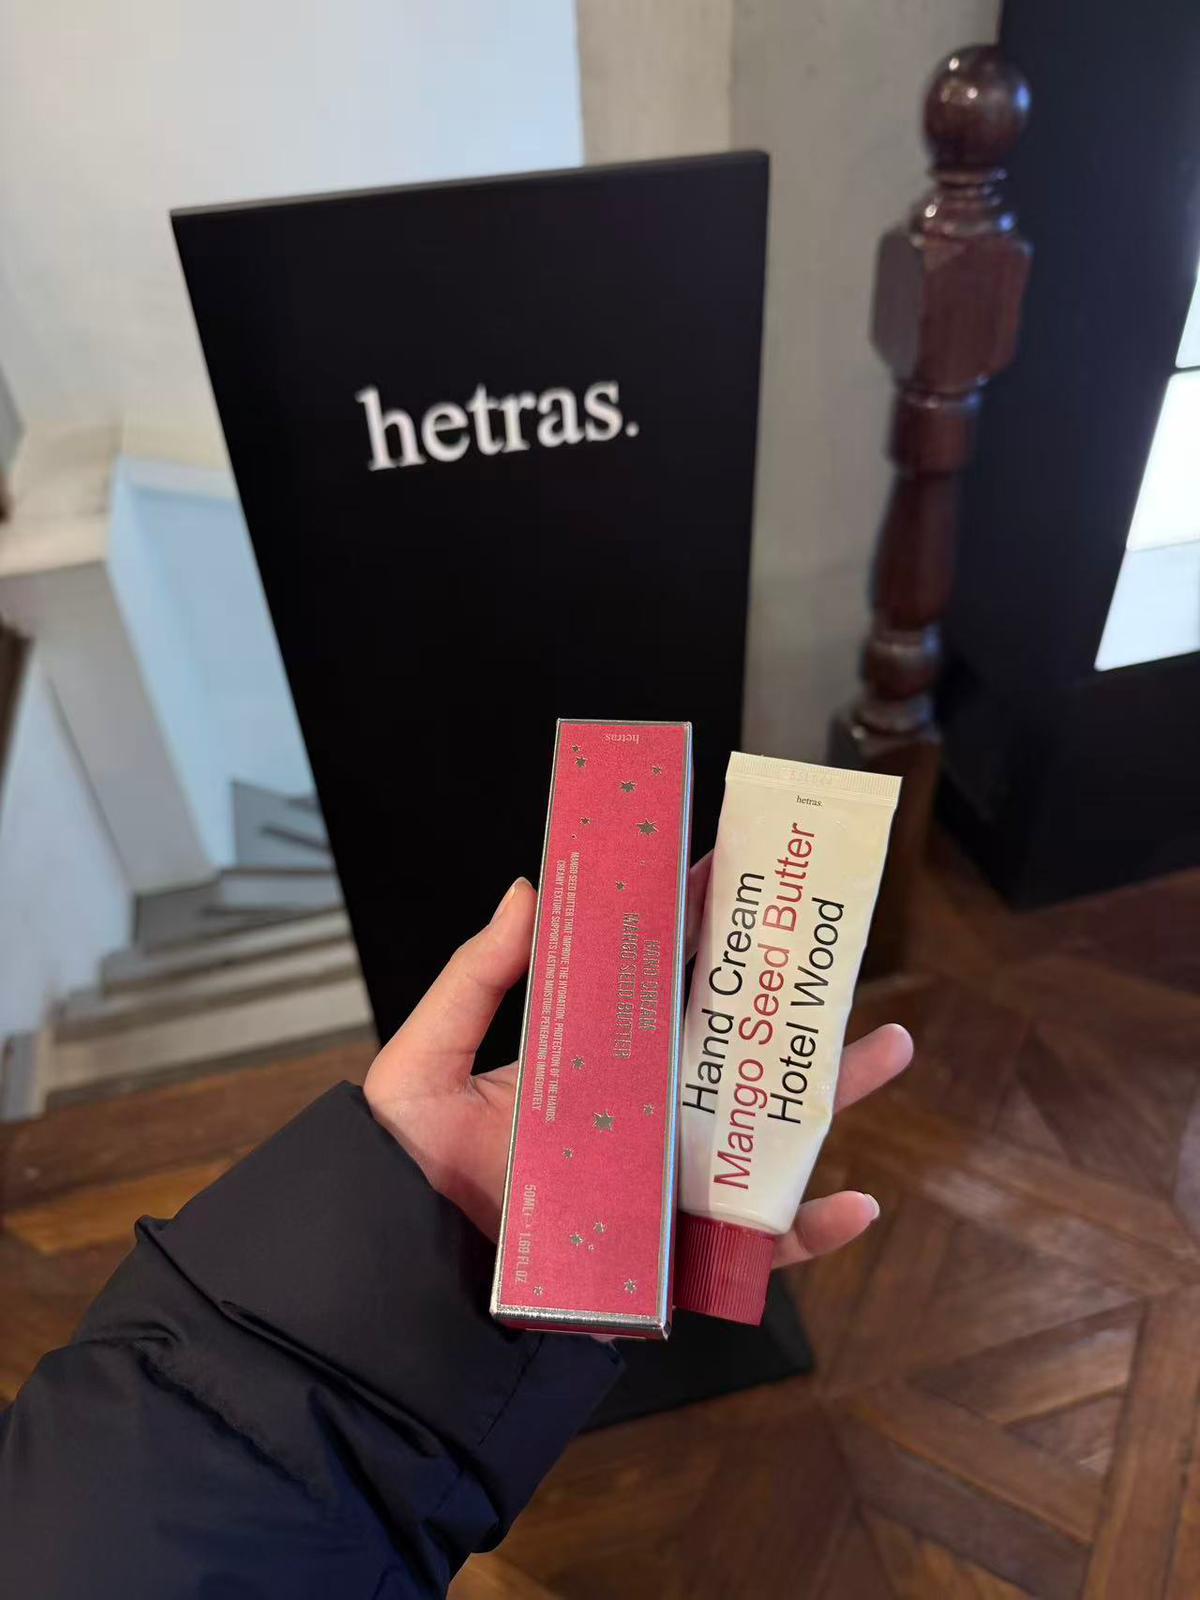 hetras.
hetras
HAND CREAM
MANGO SEED BUTTER
MANGO SEED BUTTER THAT IMPROVE THE HYDRATION, PROTECTION OF THE HANDS.
CREAMY TEXTURE SUPPORTS LASTING MOISTURE PENERATING IMMEDIATELY.
50ML℮ · 1.69 FL.OZ
hetras.
Hand Cream
Mango Seed Butter
Hotel Wood